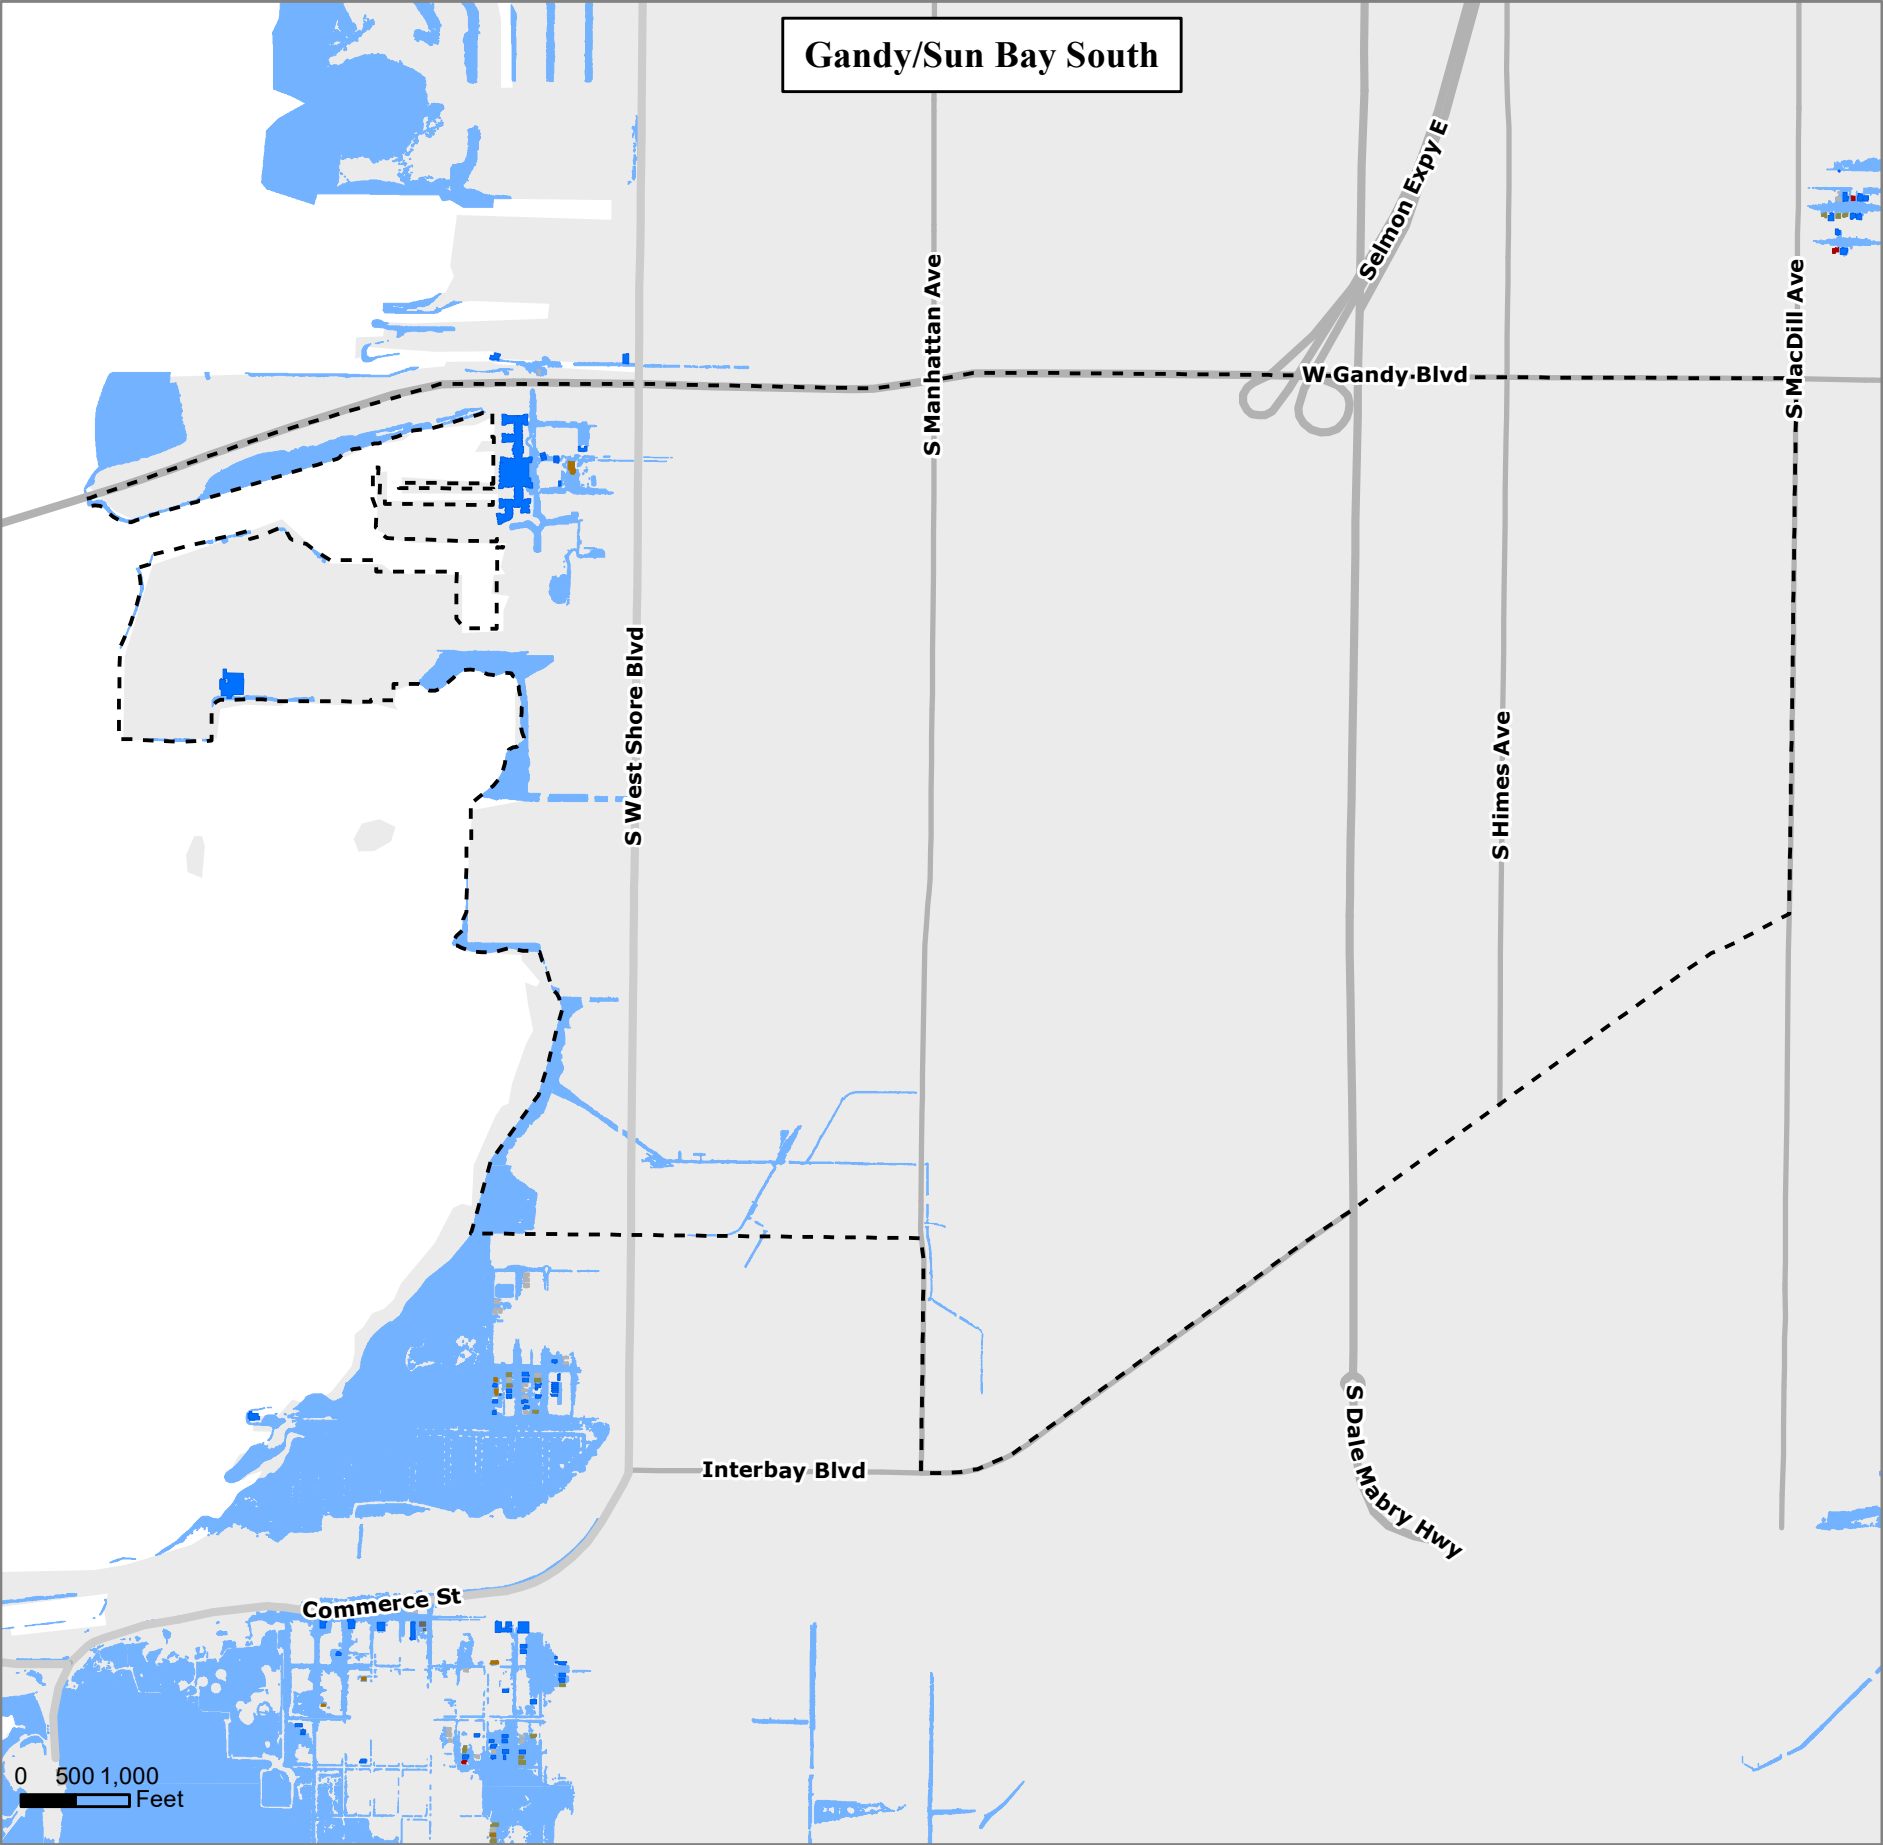 Gandy/Sun Bay South
Selmon Expy E
S Manhattan Ave
S MacDill Ave
W Gandy Blvd
S West Shore Blvd
S Himes Ave
S Dale Mabry Hwy
Interbay Blvd
Commerce St
0 500 1,000
Feet